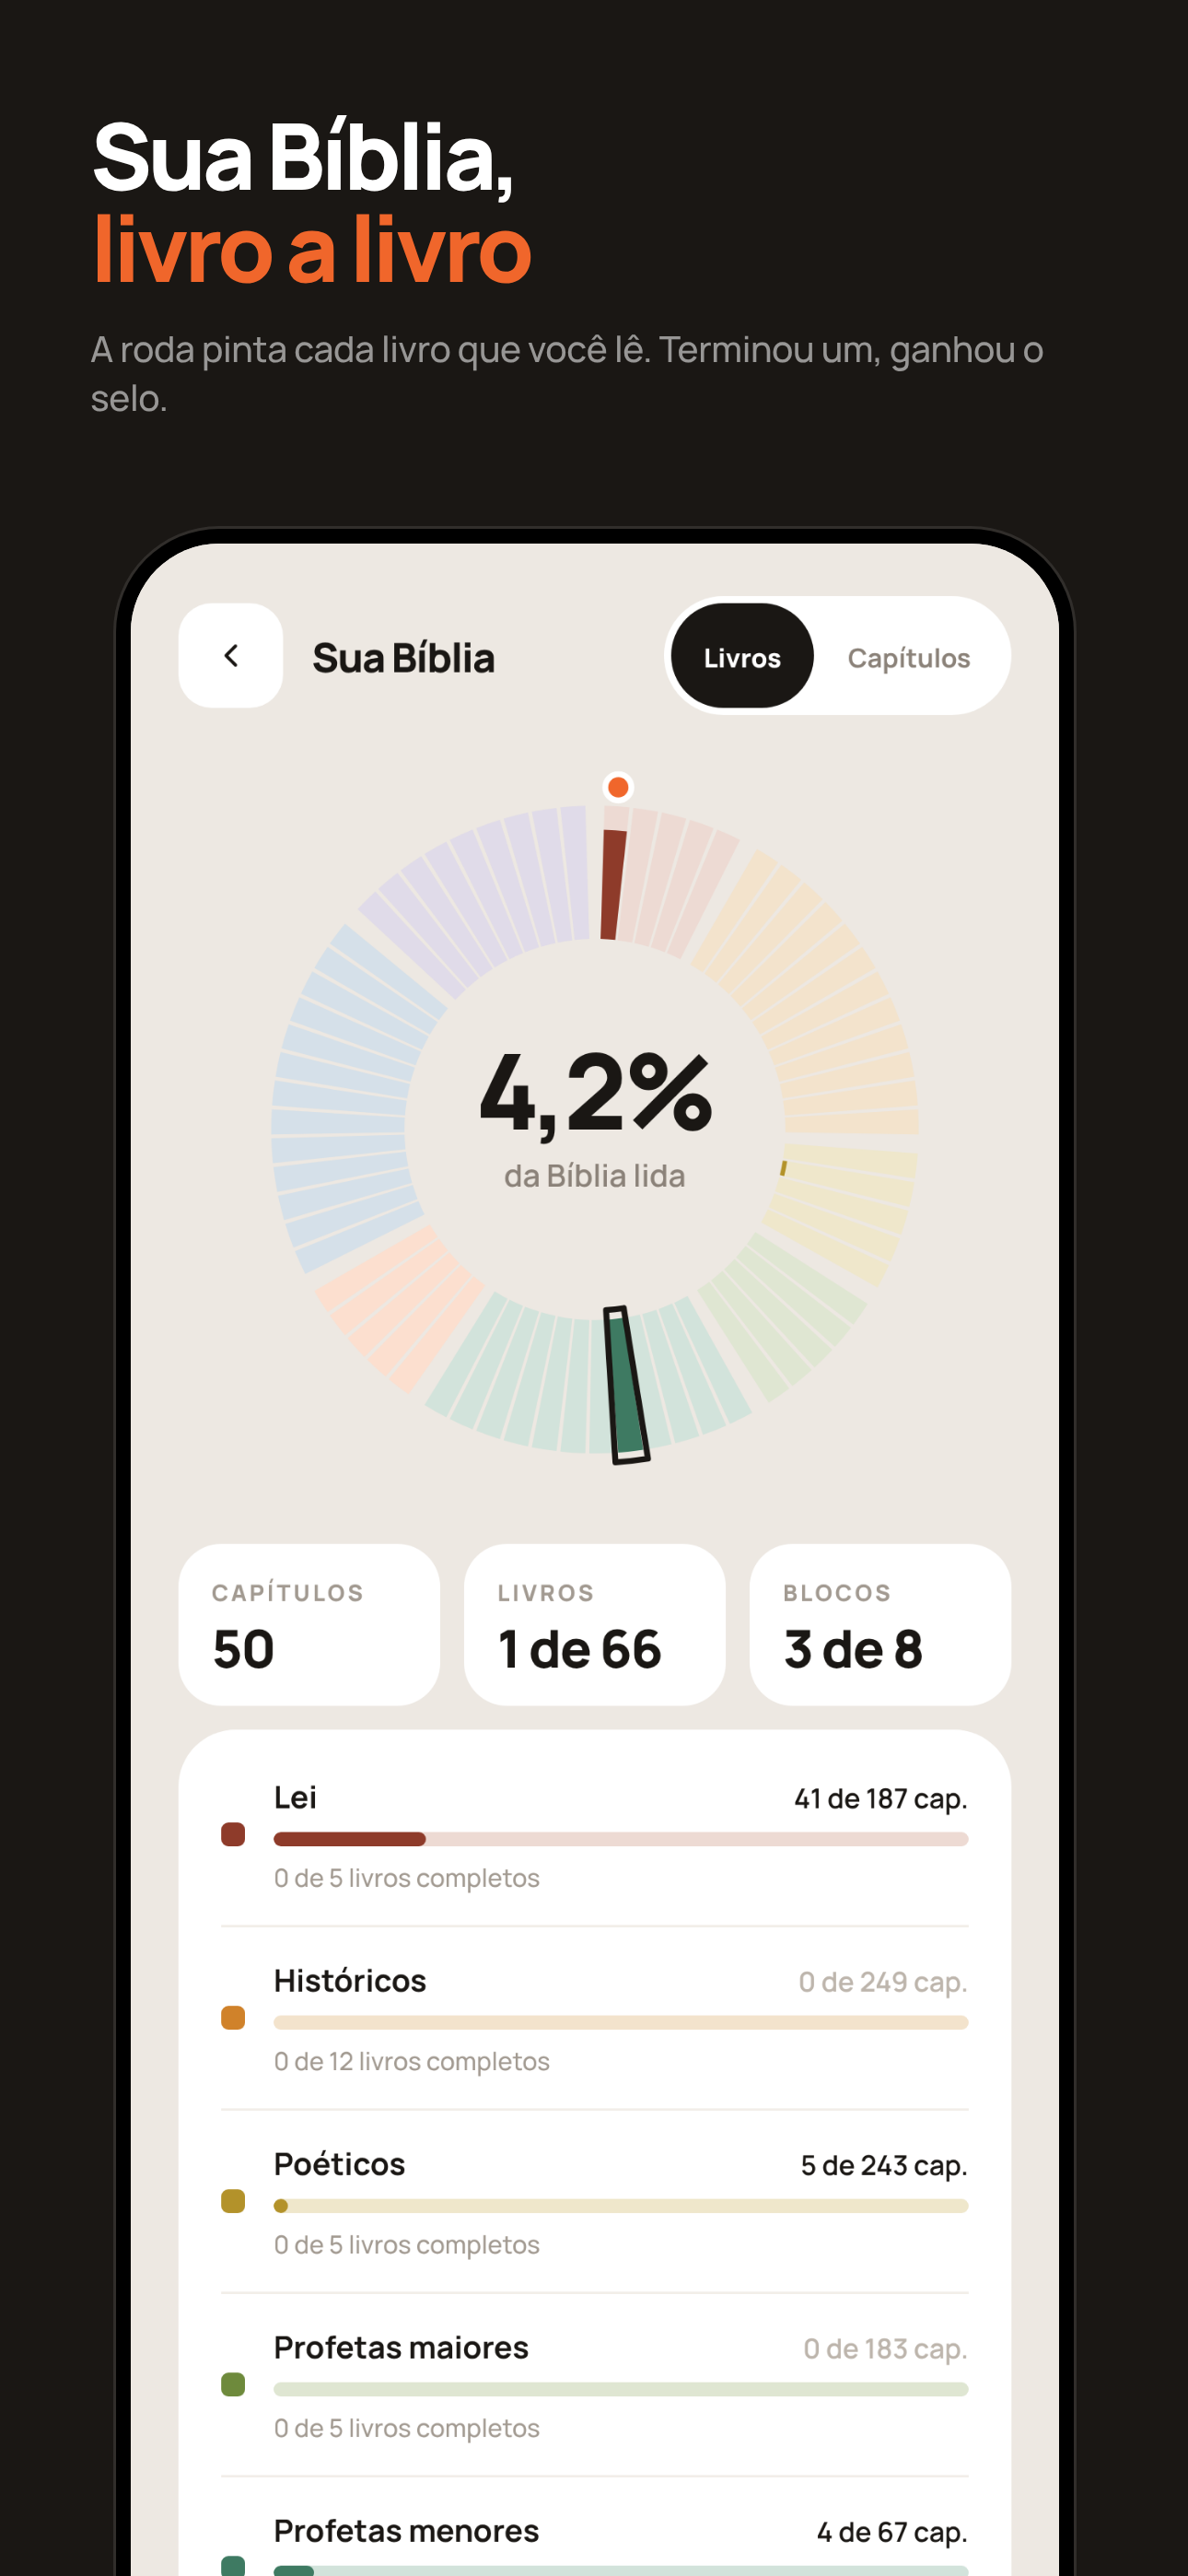 Sua Bíblia,
livro a livro
A roda pinta cada livro que você lê. Terminou um, ganhou o
selo.
Sua Bíblia
Livros
Capítulos
4,2%
da Bíblia lida
CAPÍTULOS
50
LIVROS
1 de 66
BLOCOS
3 de 8
Lei
41 de 187 cap.
0 de 5 livros completos
Históricos
0 de 249 cap.
0 de 12 livros completos
Poéticos
5 de 243 cap.
0 de 5 livros completos
Profetas maiores
0 de 183 cap.
0 de 5 livros completos
Profetas menores
4 de 67 cap.